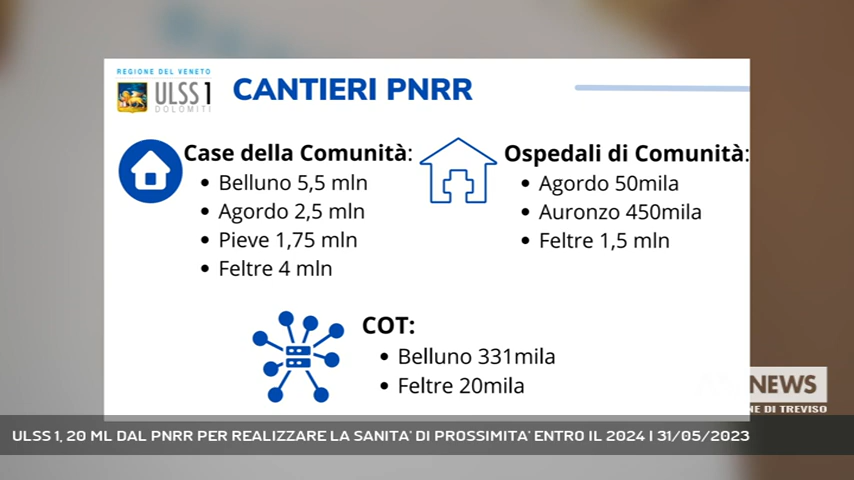 REGIONE DEL VENETO
ULSS 1
DOLOMITI
CANTIERI PNRR
Case della Comunità:
• Belluno 5,5 mln
• Agordo 2,5 mln
• Pieve 1,75 mln
• Feltre 4 mln
Ospedali di Comunità:
• Agordo 50mila
• Auronzo 450mila
• Feltre 1,5 mln
COT:
• Belluno 331mila
• Feltre 20mila
NEWS
NE DI TREVISO
ULSS 1, 20 ML DAL PNRR PER REALIZZARE LA SANITA' DI PROSSIMITA' ENTRO IL 2024 | 31/05/2023